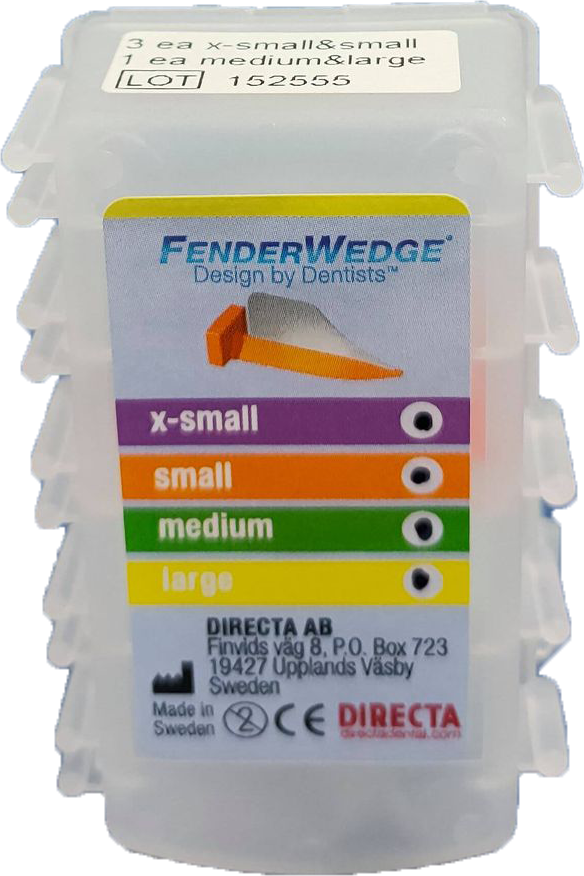 3 ea x-small&small
1 ea medium&large
LOT 152555
FENDERWEDGE®
Design by Dentists™
x-small
small
medium
large
DIRECTA AB
Finvids väg 8, P.O. Box 723
19427 Upplands Väsby
Sweden
Made in
Sweden
2 CE DIRECTA
directadental.com